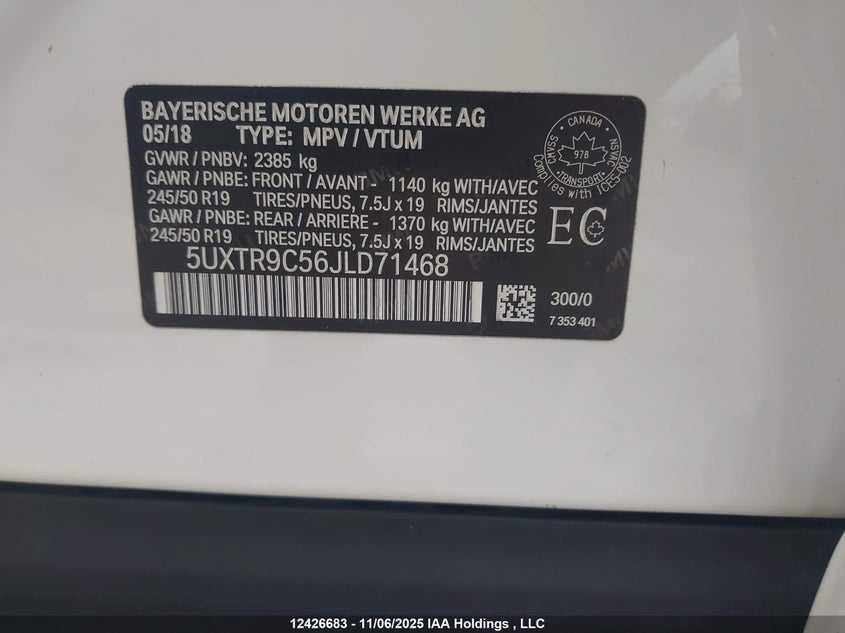 BAYERISCHE MOTOREN WERKE AG
05/18 TYPE: MPV / VTUM
GVWR / PNBV: 2385 kg
GAWR / PNBE: FRONT / AVANT - 1140 kg WITH/AVEC
245/50 R19 TIRES/PNEUS, 7.5J x 19 RIMS/JANTES
GAWR / PNBE: REAR / ARRIERE - 1370 kg WITH/AVEC
245/50 R19 TIRES/PNEUS, 7.5J x 19 RIMS/JANTES
5UXTR9C56JLD71468
CANADA
CMVSS
NSVAC
978
TRANSPORT
Complies with ICES-002
EC
300/0
7 353 401
12426683 - 11/06/2025 IAA Holdings , LLC